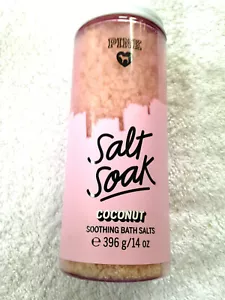 PINK
Salt
Soak
COCONUT
SOOTHING BATH SALTS
e 396 g/14 oz